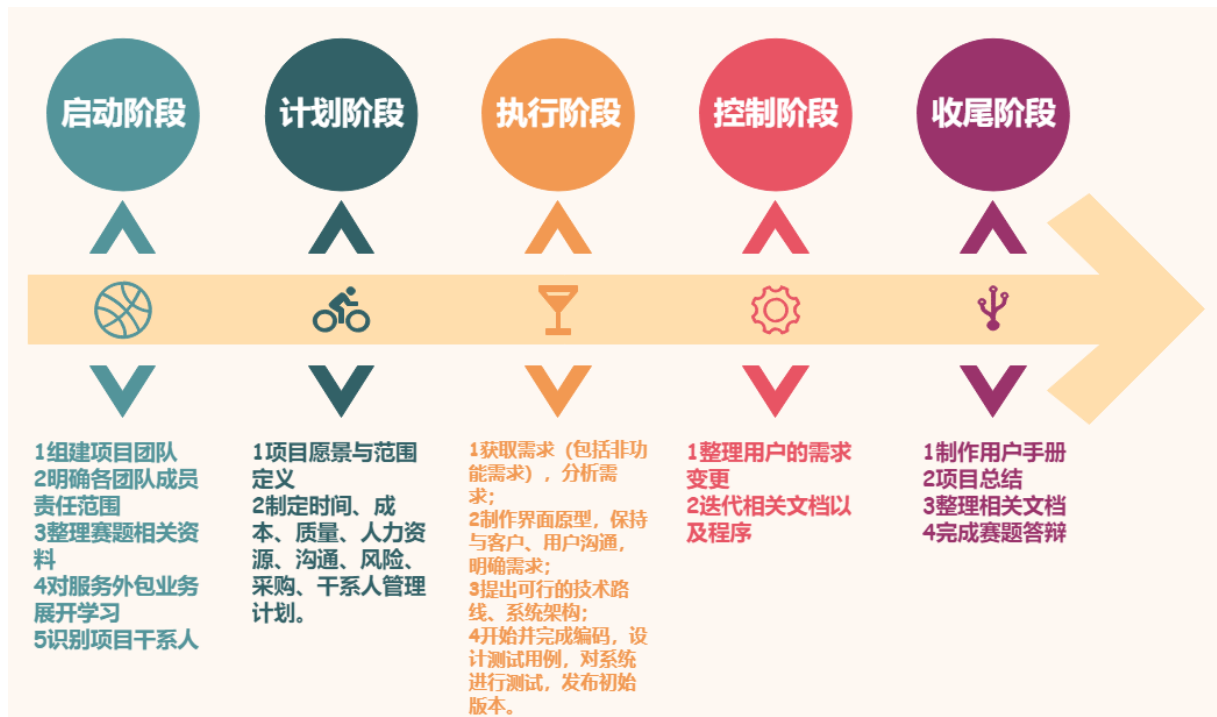 启动阶段
计划阶段
执行阶段
控制阶段
收尾阶段
1组建项目团队
2明确各团队成员
责任范围
3整理赛题相关资
料
4对服务外包业务
展开学习
5识别项目干系人
1项目愿景与范围
定义
2制定时间、成
本、质量、人力资
源、沟通、风险、
采购、干系人管理
计划。
1获取需求（包括非功
能需求），分析需
求；
2制作界面原型，保持
与客户、用户沟通，
明确需求；
3提出可行的技术路
线、系统架构；
4开始并完成编码，设
计测试用例，对系统
进行测试，发布初始
版本。
1整理用户的需求
变更
2迭代相关文档以
及程序
1制作用户手册
2项目总结
3整理相关文档
4完成赛题答辩